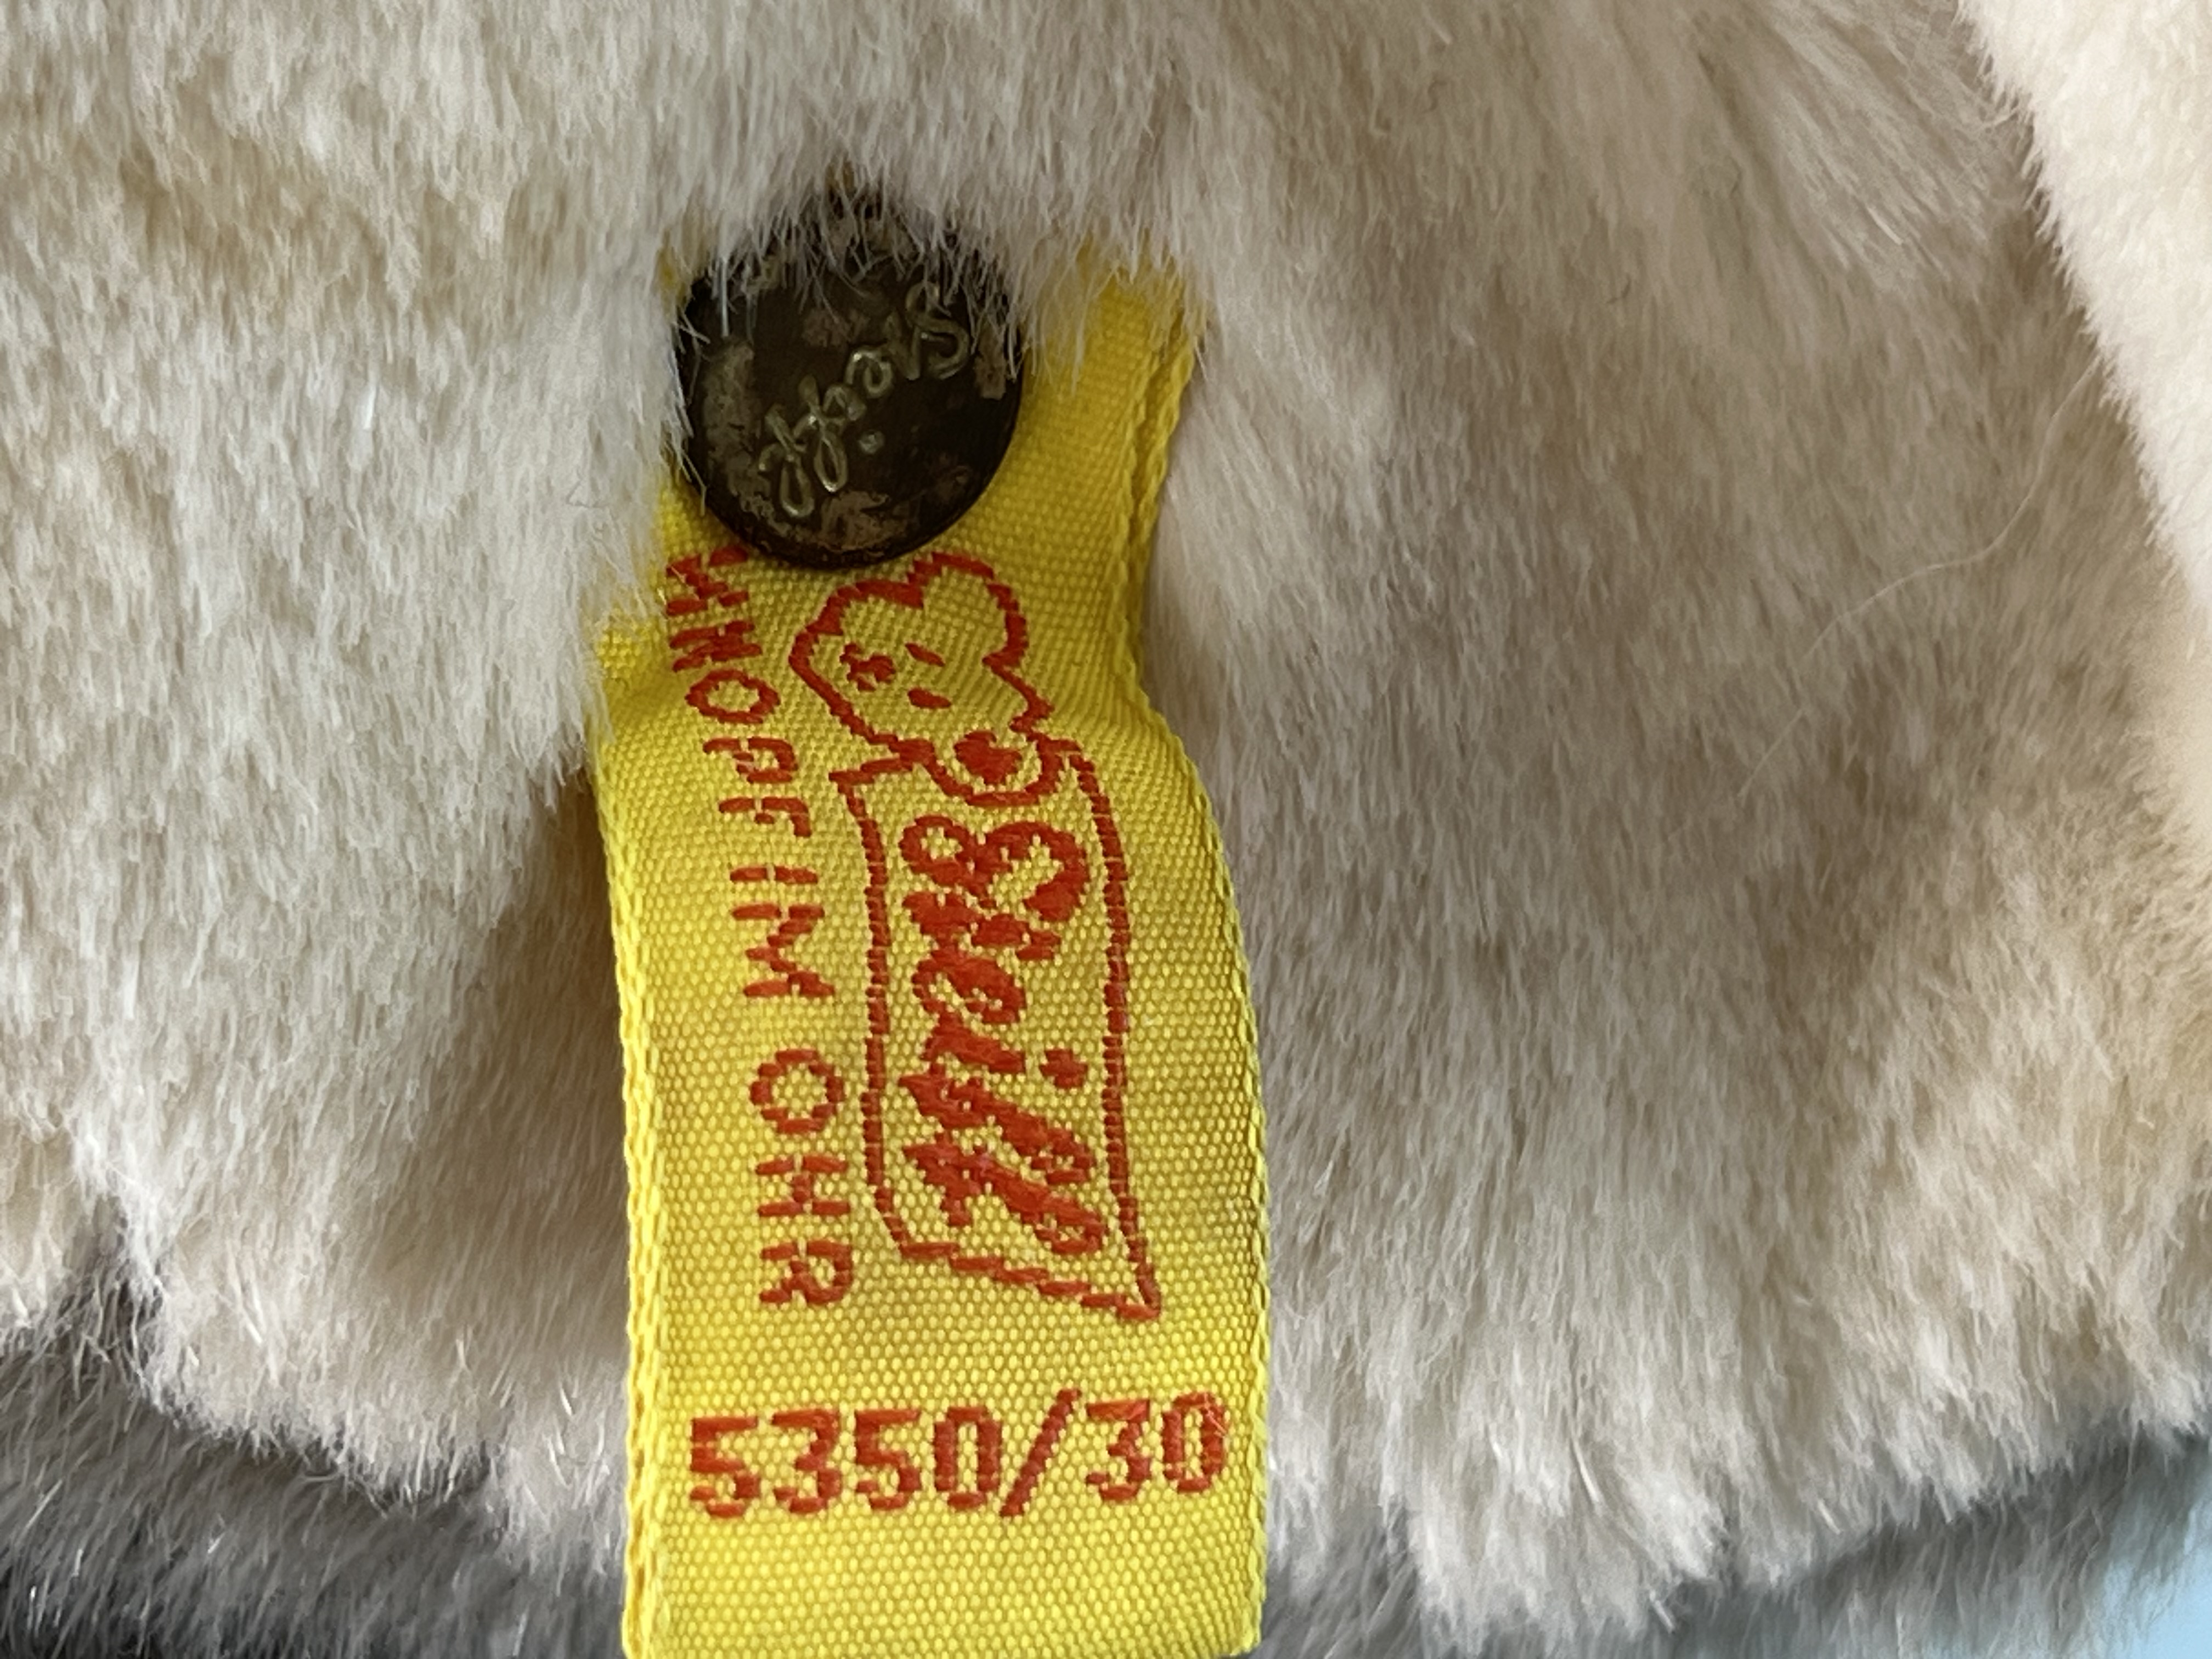 Steiff
Steiff
KNOPF IM OHR
5350/30